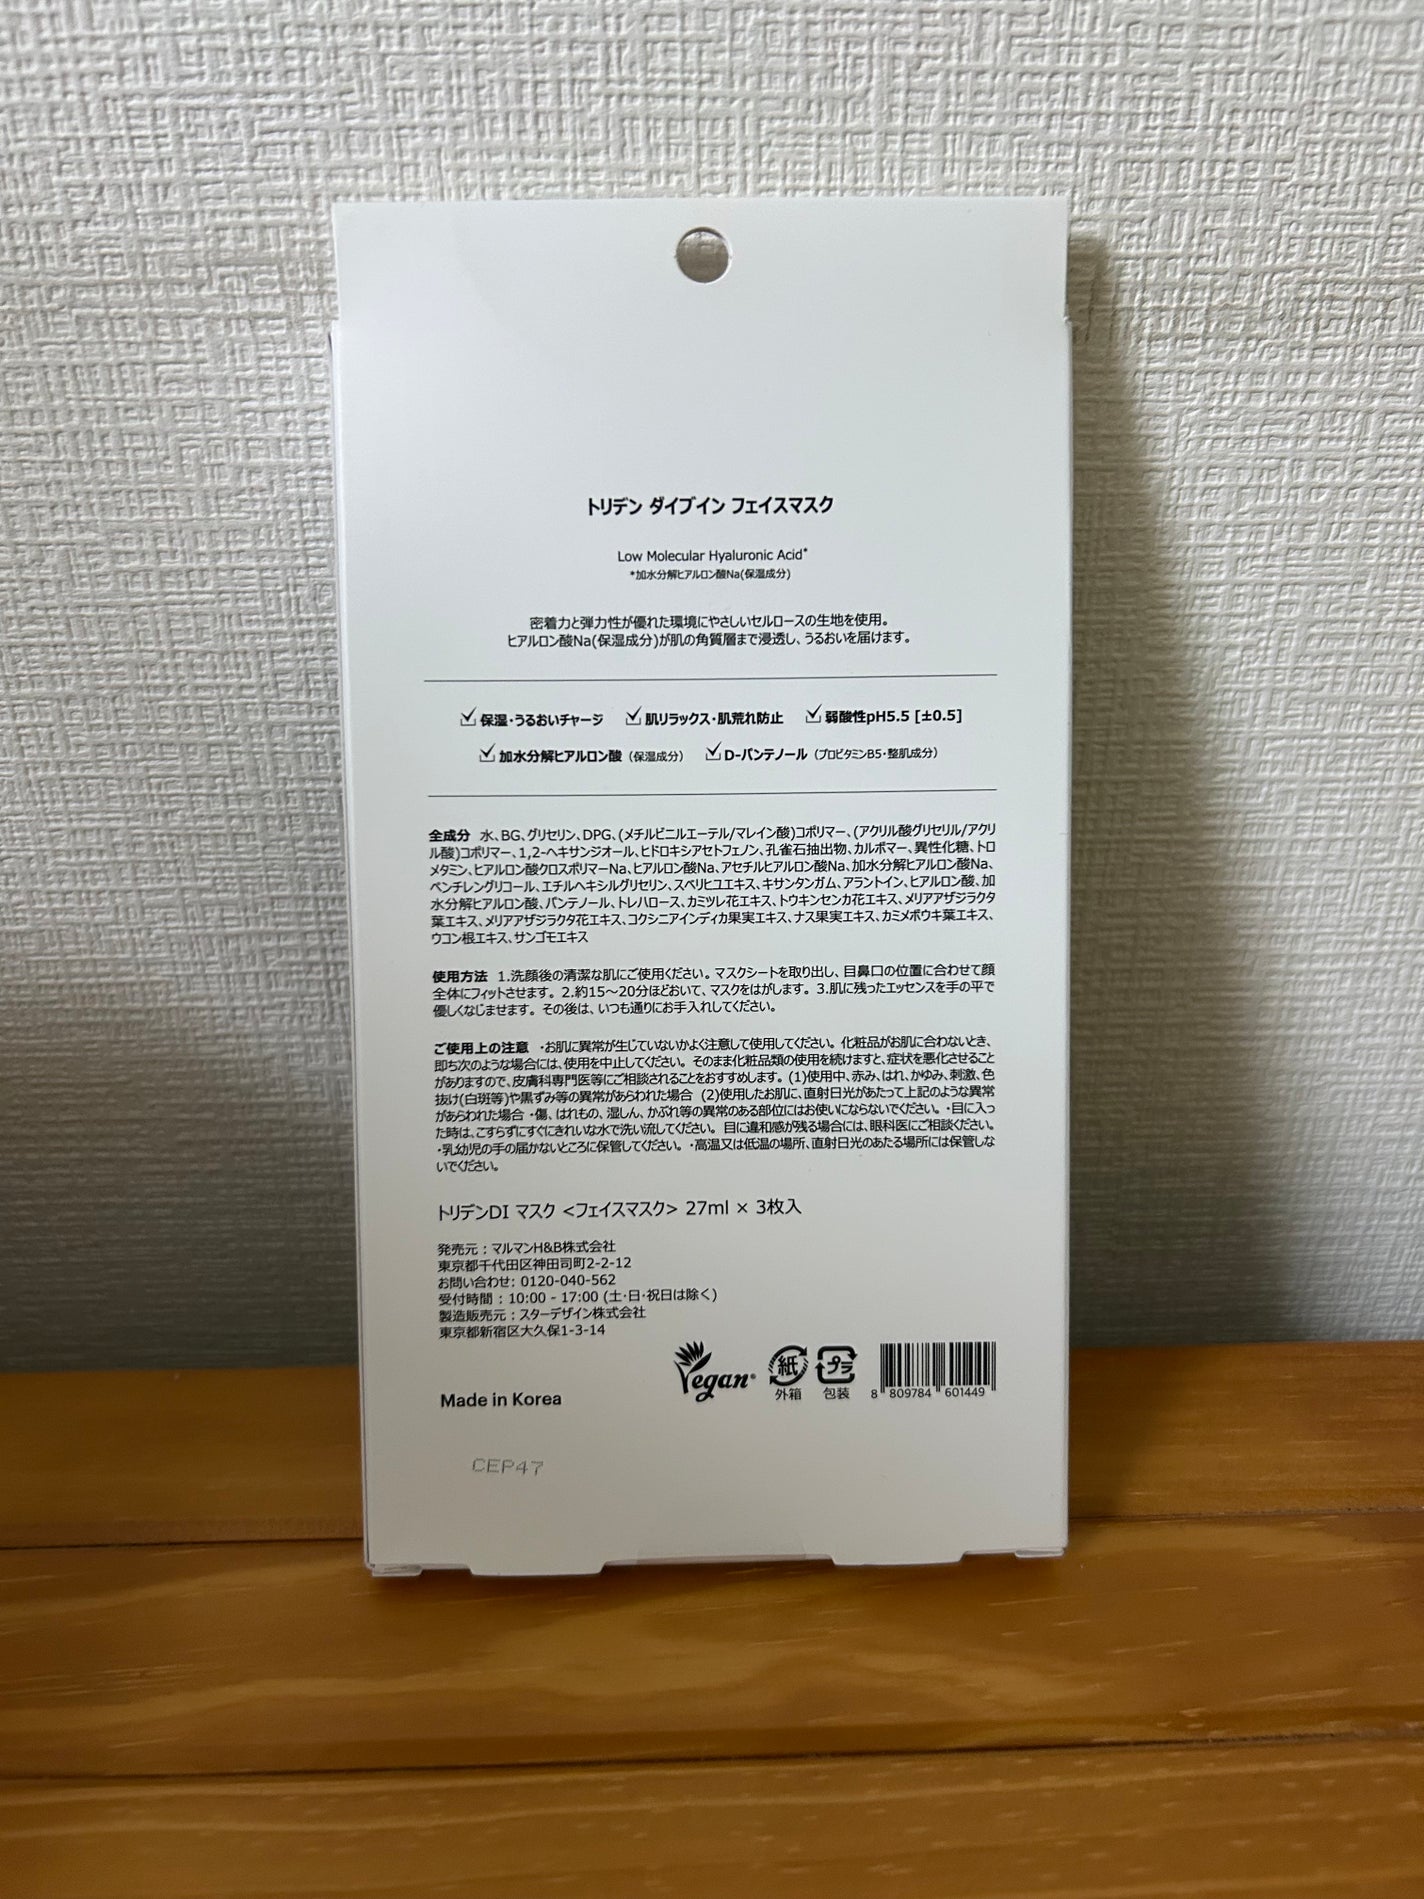 トリデン ダイブイン フェイスマスク
Low Molecular Hyaluronic Acid*
*加水分解ヒアルロン酸Na(保湿成分)
密着力と弾力性が優れた環境にやさしいセルロースの生地を使用。
ヒアルロン酸Na(保湿成分)が肌の角質層まで浸透し、うるおいを届けます。
保湿・うるおいチャージ 肌リラックス・肌荒れ防止 弱酸性pH5.5 [±0.5]
加水分解ヒアルロン酸 (保湿成分) D-パンテノール (プロビタミンB5・整肌成分)
全成分 水、BG、グリセリン、DPG、(メチルビニルエーテル/マレイン酸)コポリマー、(アクリル酸グリセリル/アクリ
ル酸)コポリマー、1,2-ヘキサンジオール、ヒドロキシアセトフェノン、孔雀石抽出物、カルボマー、異性化糖、トロ
メタミン、ヒアルロン酸クロスポリマーNa、ヒアルロン酸Na、アセチルヒアルロン酸Na、加水分解ヒアルロン酸Na、
ペンチレングリコール、エチルヘキシルグリセリン、スベリヒユエキス、キサンタンガム、アラントイン、ヒアルロン酸、加
水分解ヒアルロン酸、パンテノール、トレハロース、カミツレ花エキス、トウキンセンカ花エキス、メリアアザジラクタ
葉エキス、メリアアザジラクタ花エキス、コクシニアインディカ果実エキス、ナス果実エキス、カミメボウキ葉エキス、
ウコン根エキス、サンゴモエキス
使用方法 1.洗顔後の清潔な肌にご使用ください。マスクシートを取り出し、目鼻口の位置に合わせて顔
全体にフィットさせます。2.約15～20分ほどおいて、マスクをはがします。3.肌に残ったエッセンスを手の平で
優しくなじませます。その後は、いつも通りにお手入れしてください。
ご使用上の注意 ・お肌に異常が生じていないかよく注意して使用してください。化粧品がお肌に合わないとき、
即ち次のような場合には、使用を中止してください。そのまま化粧品類の使用を続けますと、症状を悪化させること
がありますので、皮膚科専門医等にご相談されることをおすすめします。(1)使用中、赤み、はれ、かゆみ、刺激、色
抜け(白斑等)や黒ずみ等の異常があらわれた場合 (2)使用したお肌に、直射日光があたって上記のような異常
があらわれた場合 ・傷、はれもの、湿しん、かぶれ等の異常のある部位にはお使いにならないでください。・目に入っ
た時は、こすらずにすぐにきれいな水で洗い流してください。目に違和感が残る場合には、眼科医にご相談ください。
・乳幼児の手の届かないところに保管してください。・高温又は低温の場所、直射日光のあたる場所には保管しな
いでください。
トリデンDI マスク <フェイスマスク> 27ml × 3枚入
発売元：マルマンH&B株式会社
東京都千代田区神田司町2-2-12
お問い合わせ: 0120-040-562
受付時間：10:00 - 17:00 (土・日・祝日は除く)
製造販売元：スターデザイン株式会社
東京都新宿区大久保1-3-14
Vegan®
紙
外箱
プラ
包装
8 809784 601449
Made in Korea
CEP47